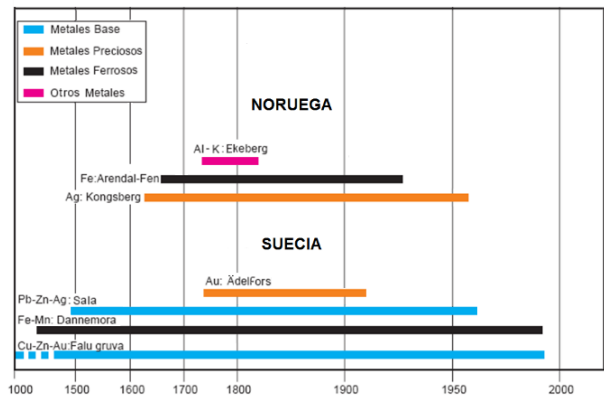 Metales Base
Metales Preciosos
Metales Ferrosos
Otros Metales
NORUEGA
Al-K: Ekeberg
Fe:Arendal-Fen
Ag: Kongsberg
SUECIA
Au: Ädelfors
Pb-Zn-Ag: Sala
Fe-Mn: Dannemora
Cu-Zn-Au:Falu gruva
1000 1500 1600 1700 1800 1900 1950 2000